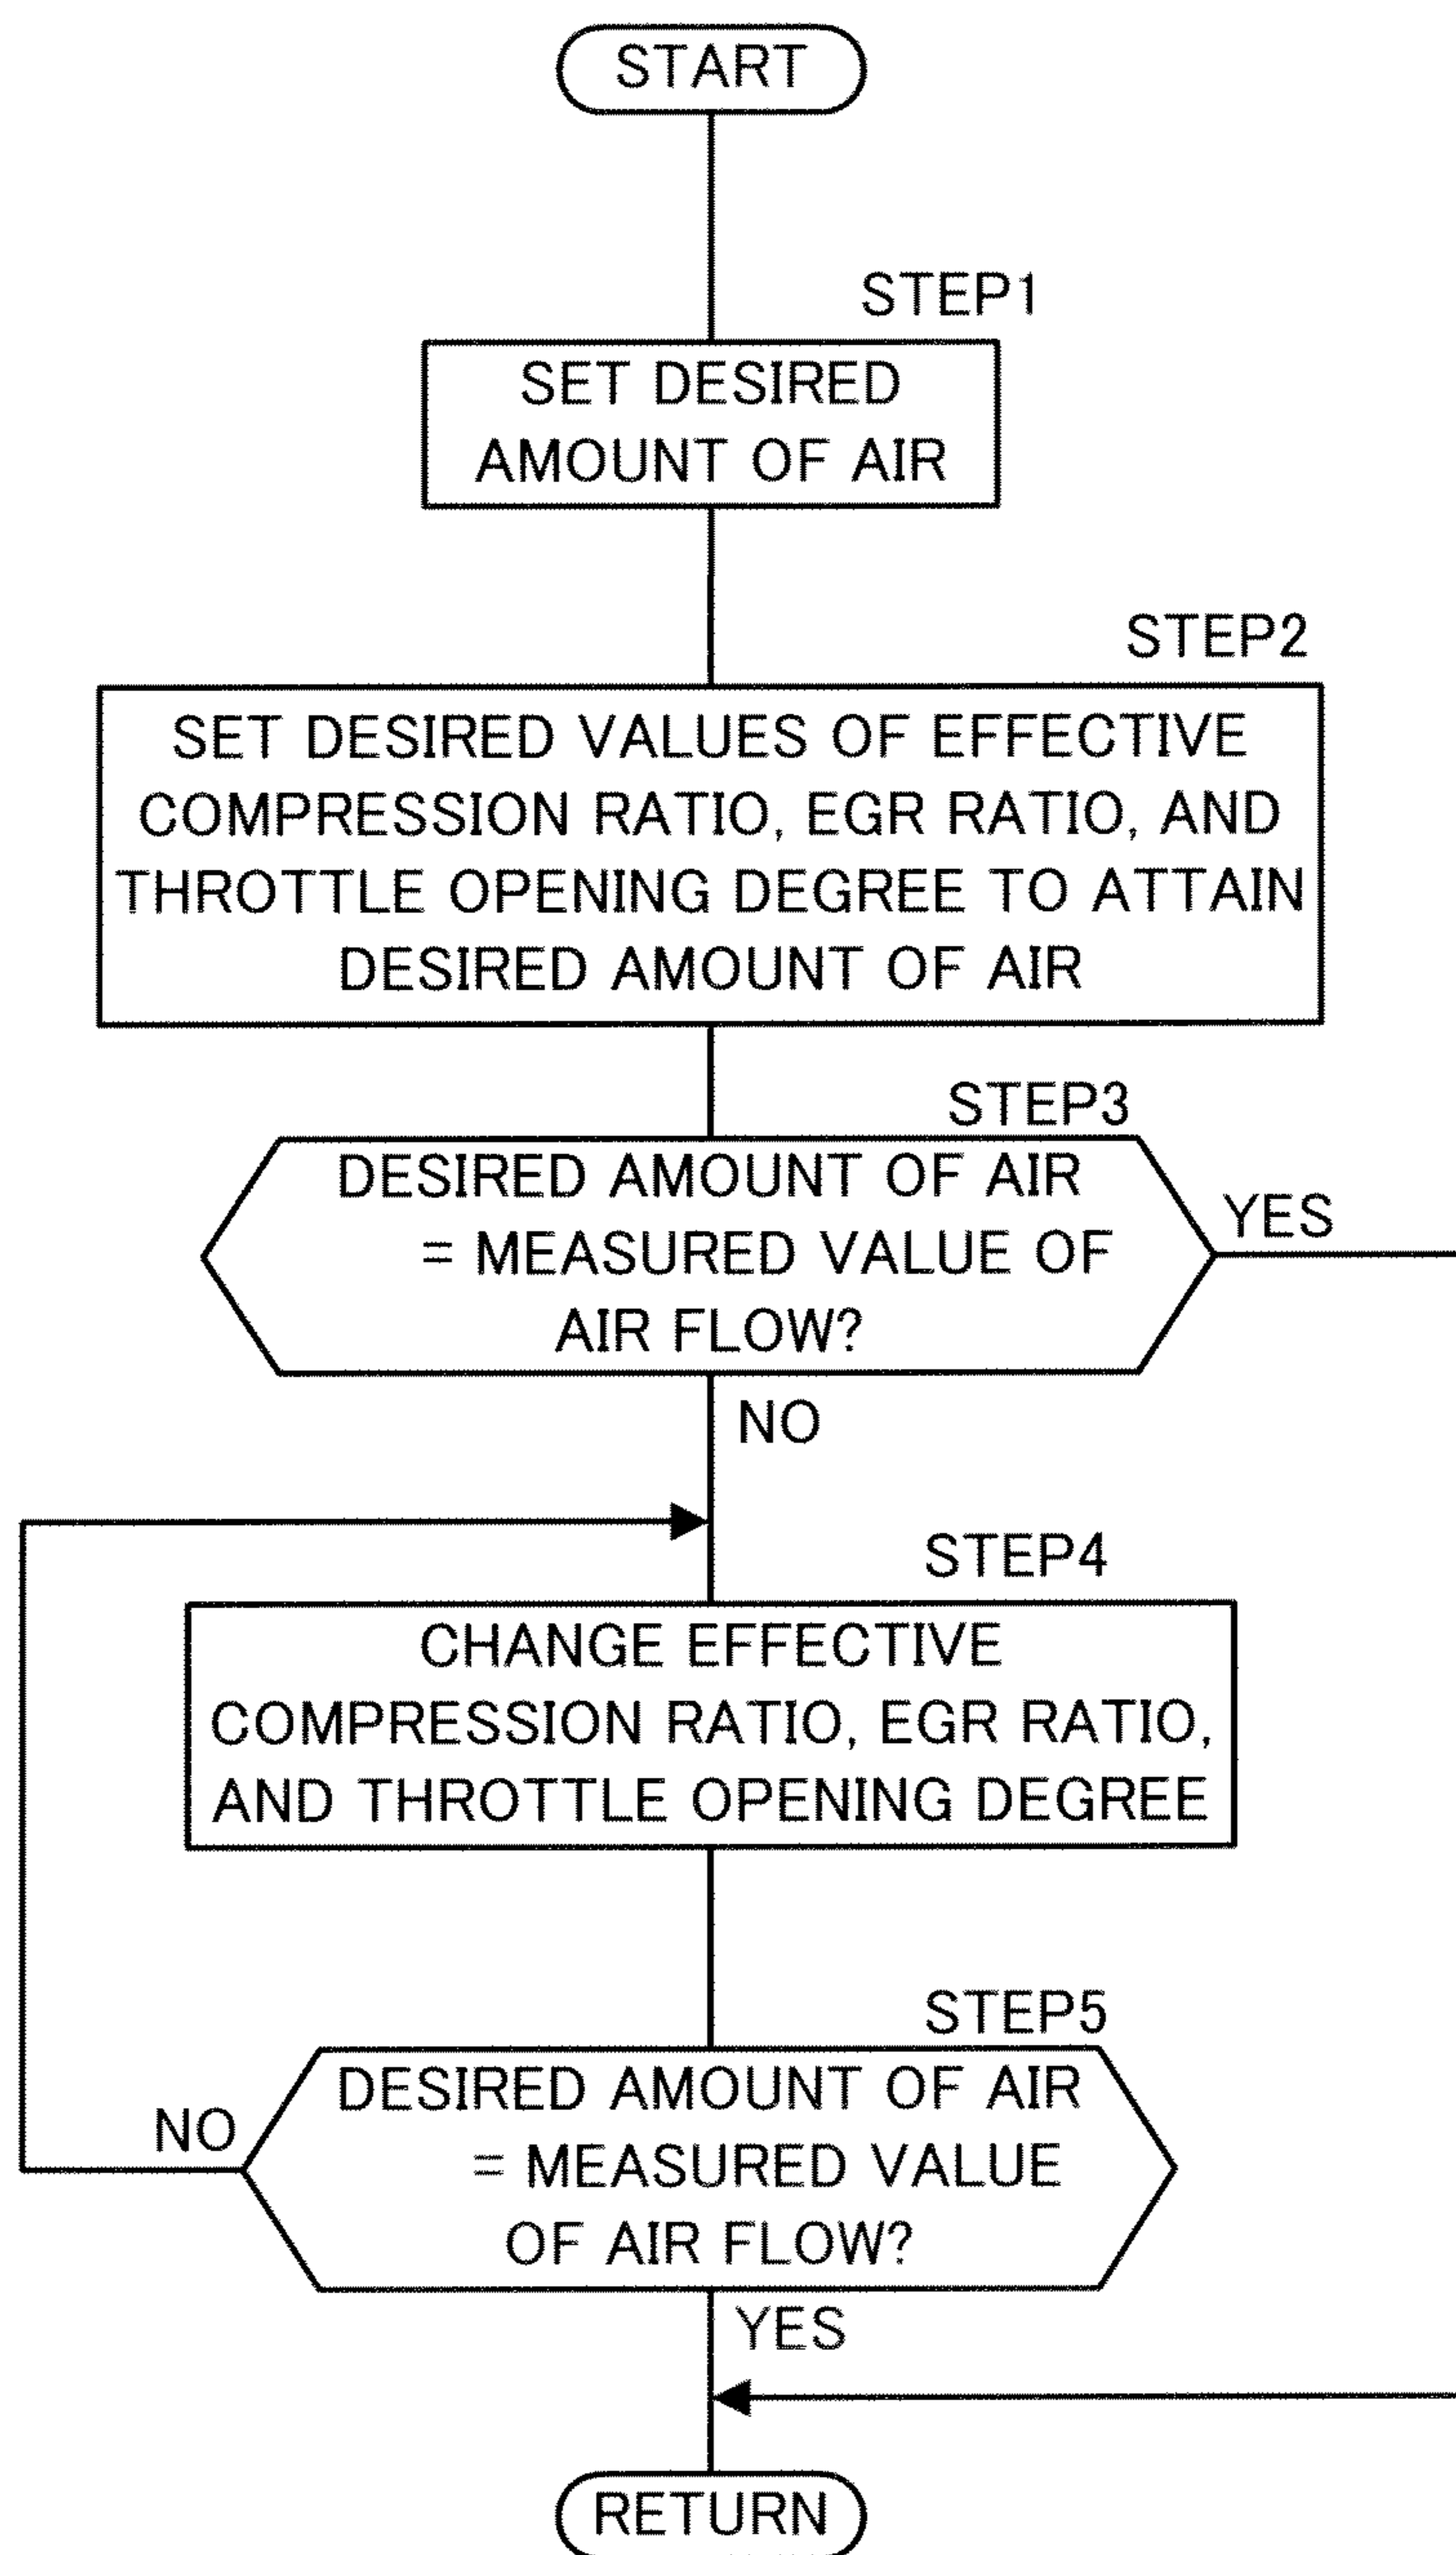 START
STEP1
SET DESIRED
AMOUNT OF AIR
STEP2
SET DESIRED VALUES OF EFFECTIVE
COMPRESSION RATIO, EGR RATIO, AND
THROTTLE OPENING DEGREE TO ATTAIN
DESIRED AMOUNT OF AIR
STEP3
DESIRED AMOUNT OF AIR
= MEASURED VALUE OF
AIR FLOW?
YES
NO
STEP4
CHANGE EFFECTIVE
COMPRESSION RATIO, EGR RATIO,
AND THROTTLE OPENING DEGREE
STEP5
DESIRED AMOUNT OF AIR
= MEASURED VALUE
OF AIR FLOW?
NO
YES
RETURN